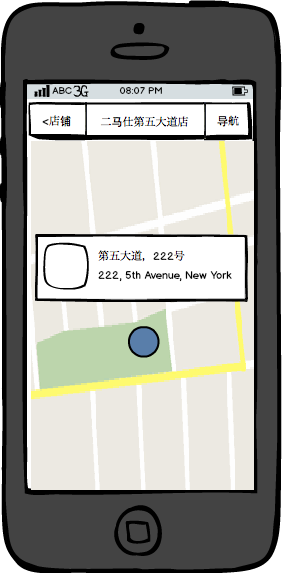 ABC 3G 08:07 PM
<店铺 二马仕第五大道店 导航
第五大道, 222号
222, 5th Avenue, New York